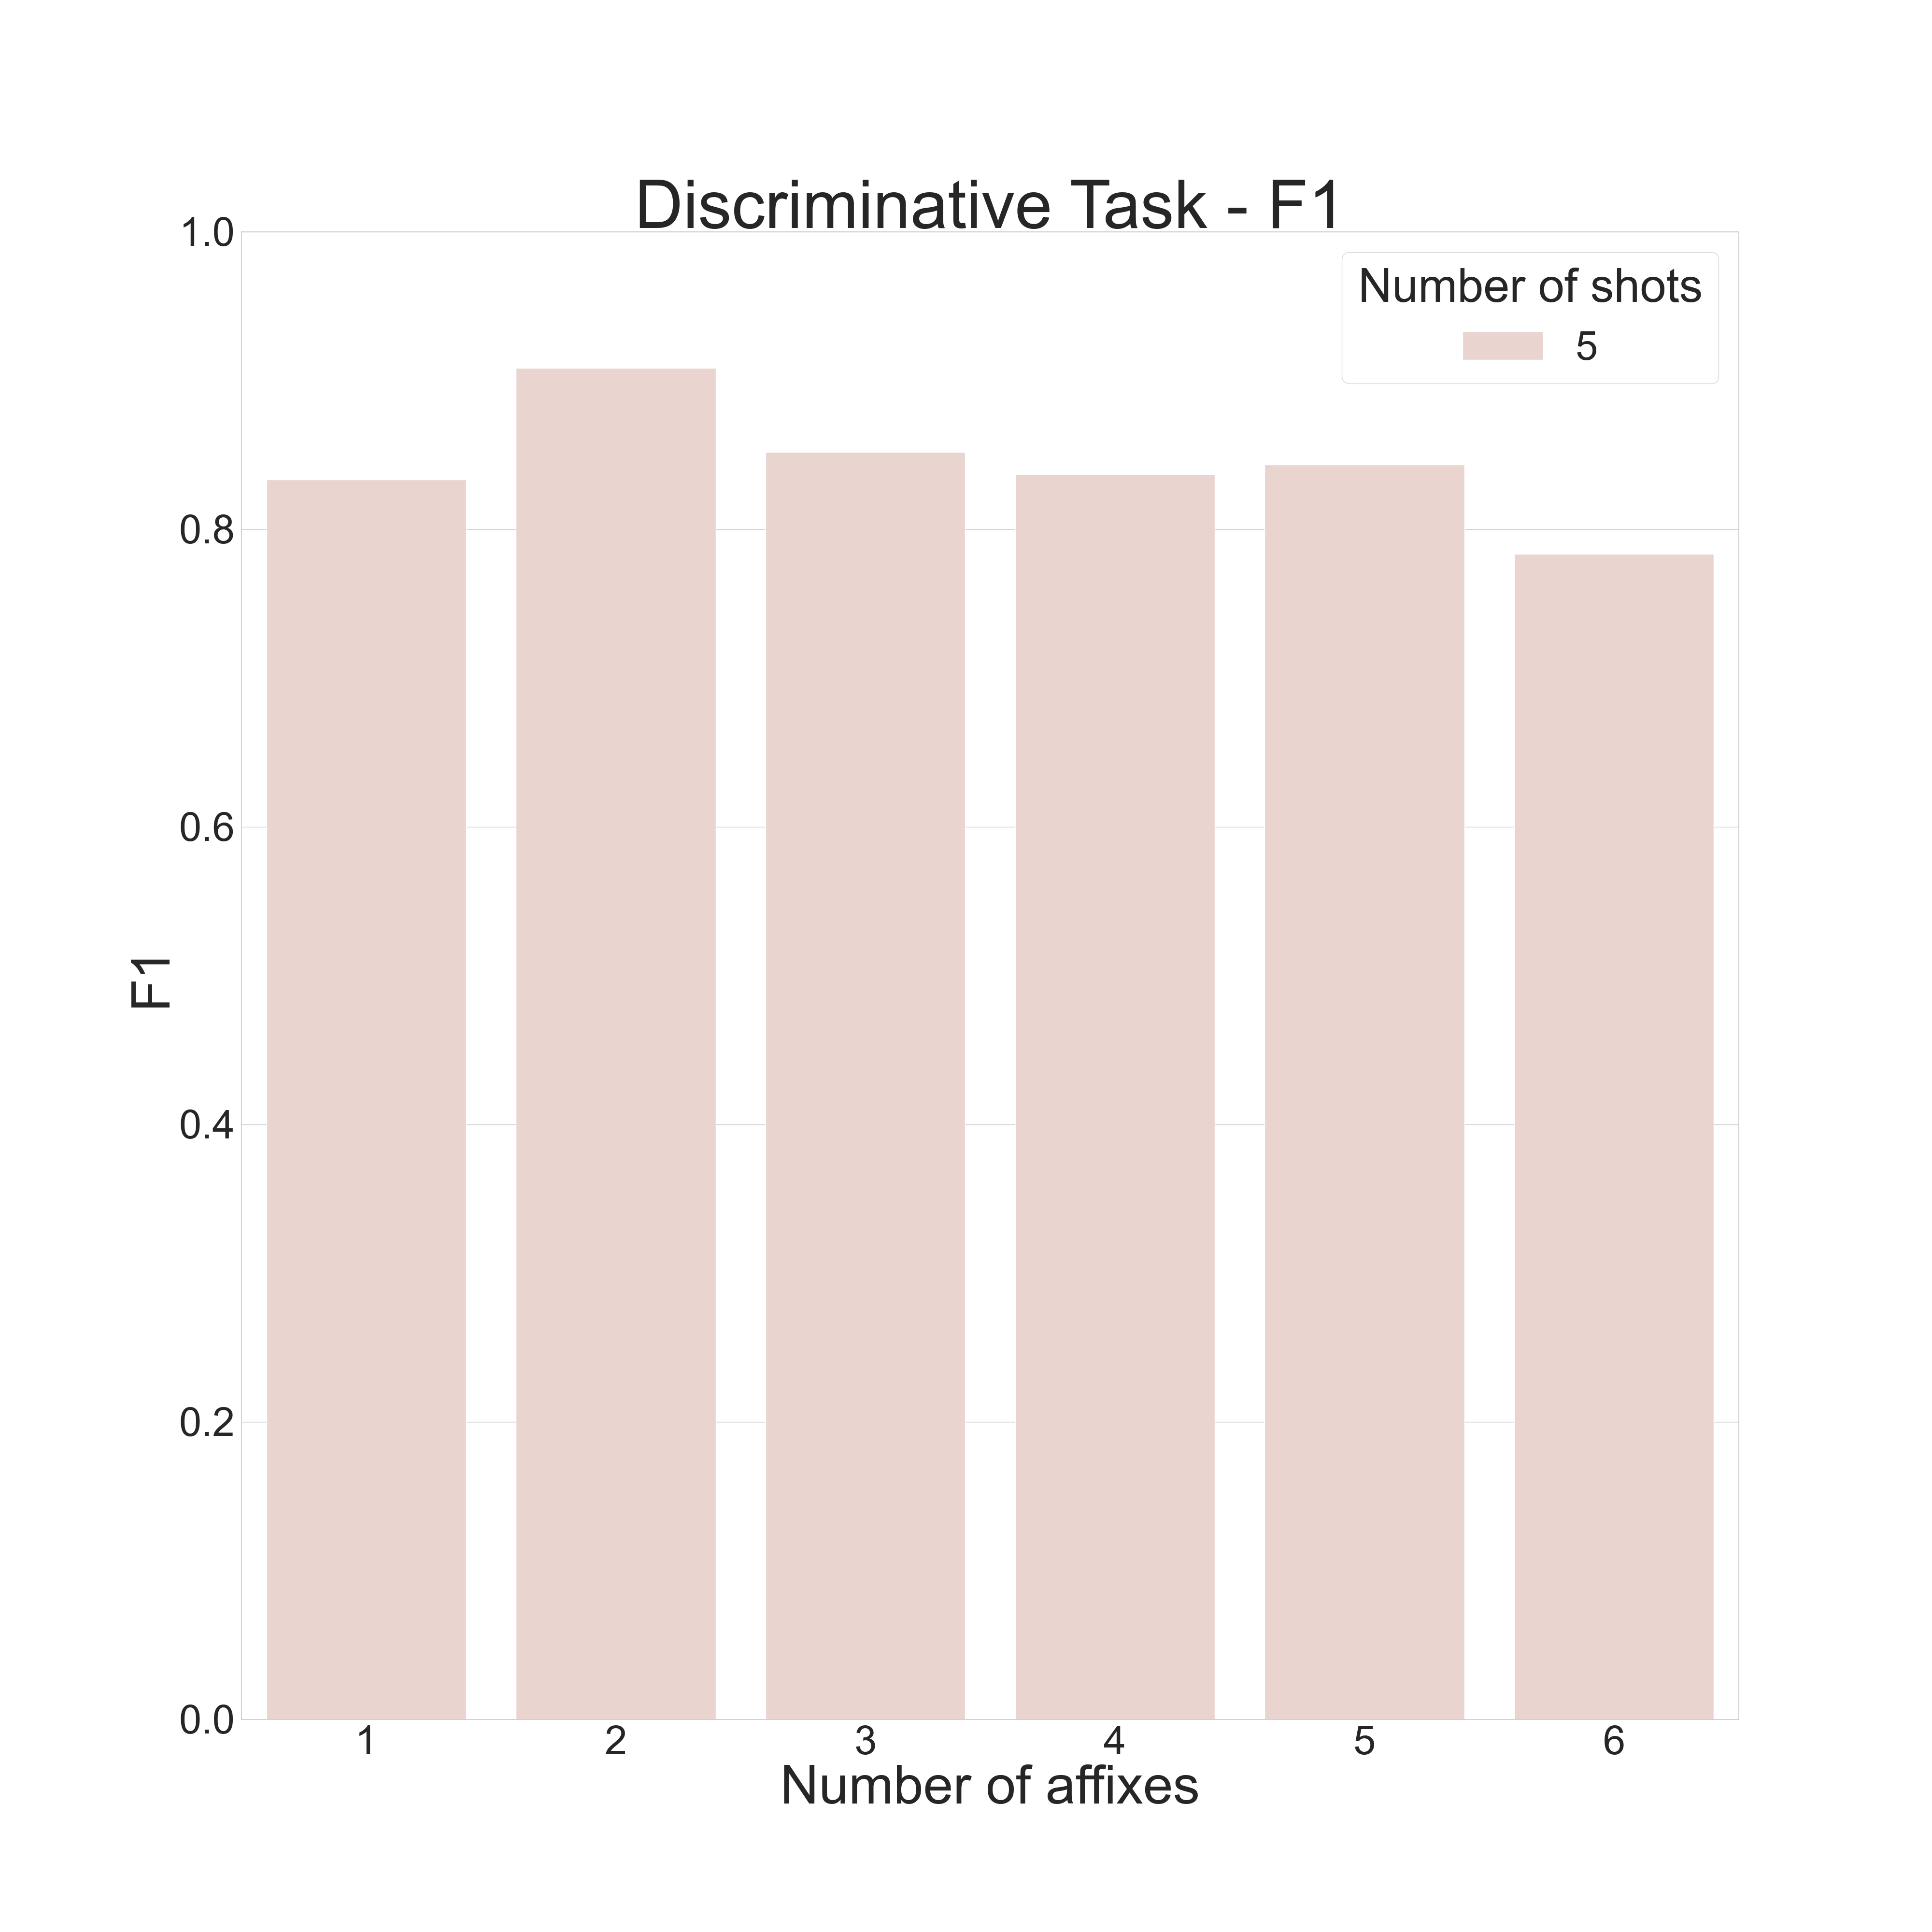 Discriminative Task - F1
1.0
0.8
0.6
0.4
0.2
0.0
F1
Number of shots
5
1 2 3 4 5 6
Number of affixes